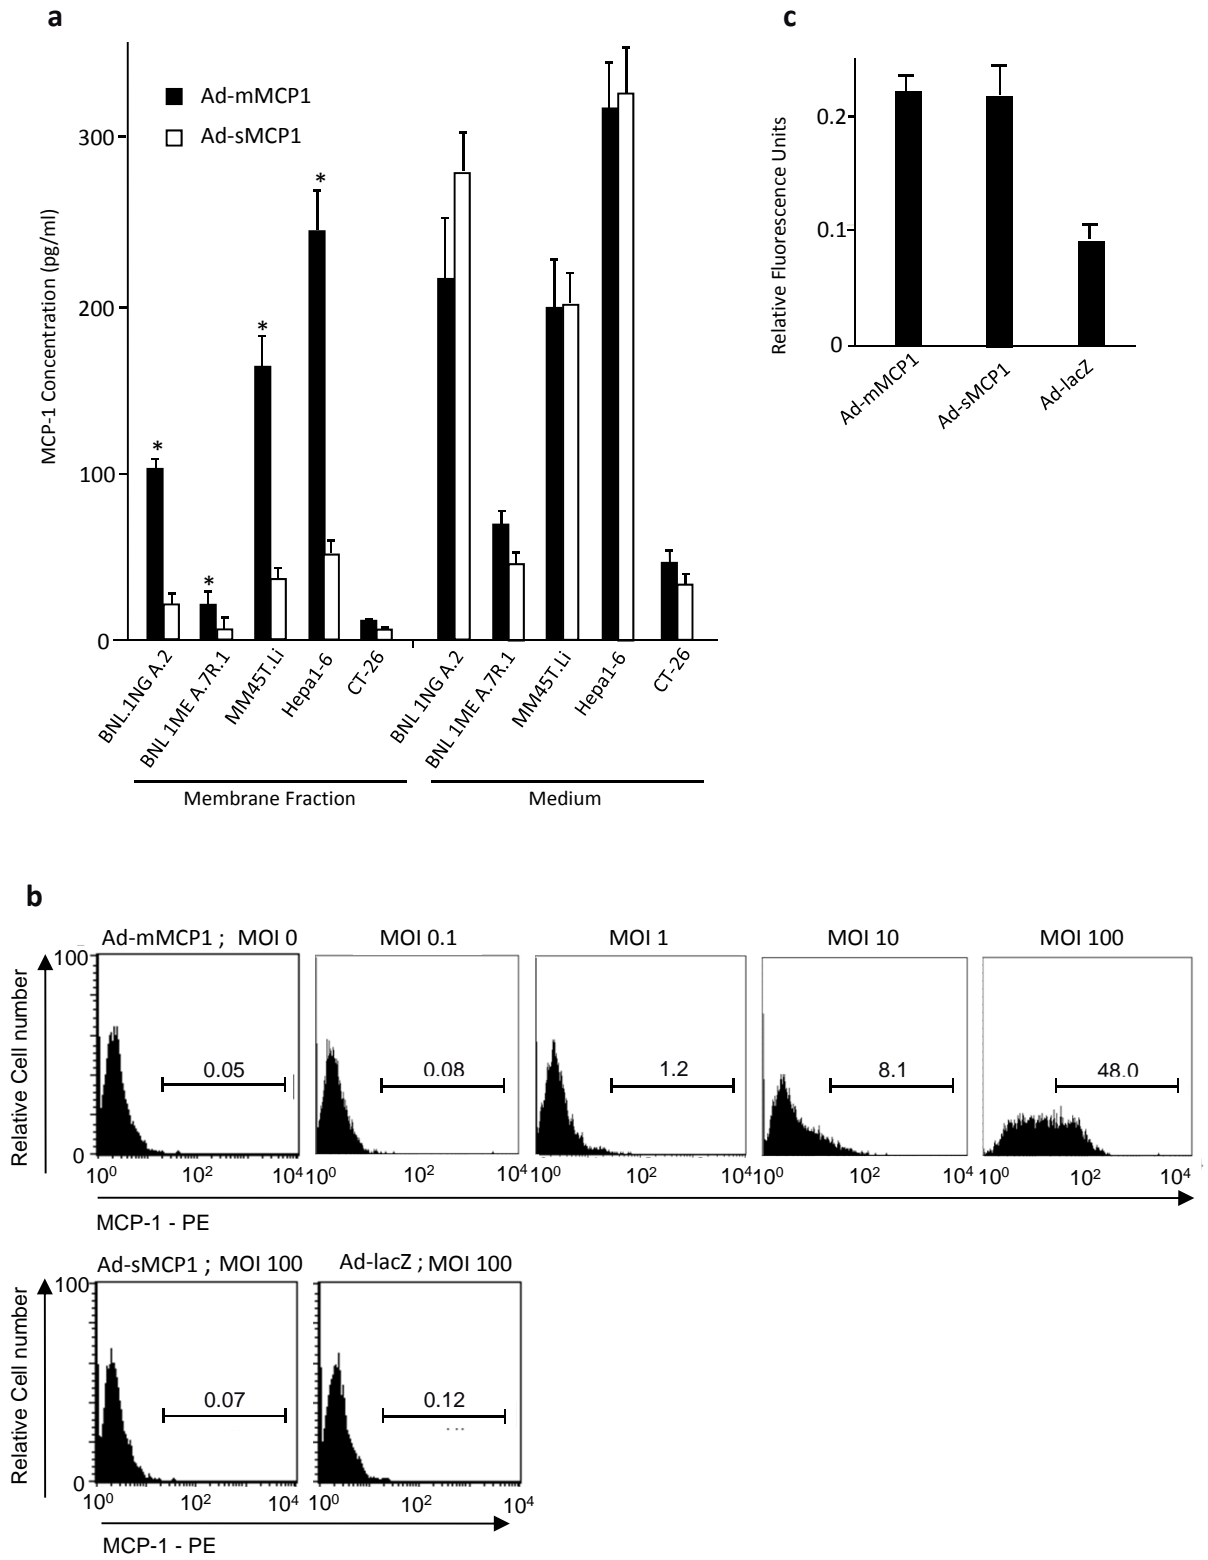 a
Ad-mMCP1
Ad-sMCP1
MCP-1 Concentration (pg/ml)
300
200
100
0
*
*
*
*
BNL.1NG A.2
BNL 1ME A.7R.1
MM45T.Li
Hepa1-6
CT-26
BNL 1NG A.2
BNL 1ME A.7R.1
MM45T.Li
Hepa1-6
CT-26
Membrane Fraction
Medium
c
Relative Fluorescence Units
0.2
0.1
0
Ad-mMCP1
Ad-sMCP1
Ad-lacZ
b
Ad-mMCP1 ; MOI 0
MOI 0.1
MOI 1
MOI 10
MOI 100
Relative Cell number
100
0
0.05
0.08
1.2
8.1
48.0
10⁰ 10² 10⁴
10⁰ 10² 10⁴
10⁰ 10² 10⁴
10⁰ 10² 10⁴
10⁰ 10² 10⁴
MCP-1 - PE
Ad-sMCP1 ; MOI 100
Ad-lacZ ; MOI 100
Relative Cell number
100
0
0.07
0.12
10⁰ 10² 10⁴
10⁰ 10² 10⁴
MCP-1 - PE